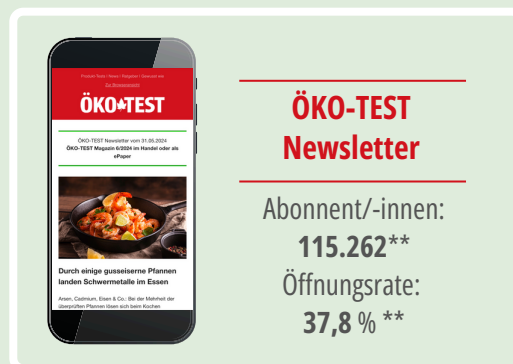 Produkt-Tests / News / Ratgeber / Gewusst wie
Zur Browseransicht
ÖKO-TEST
ÖKO-TEST Newsletter vom 31.05.2024
ÖKO-TEST Magazin 6/2024 im Handel oder als
ePaper
Durch einige gusseiserne Pfannen
landen Schwermetalle im Essen
Arsen, Cadmium, Eisen & Co.: Bei der Mehrheit der
überprüften Pfannen lösen sich beim Kochen
ÖKO-TEST
Newsletter
Abonnent/-innen:
115.262**
Öffnungsrate:
37,8 % **